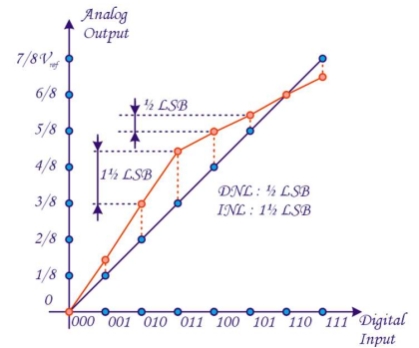 Analog
Output
7/8 Vref
6/8
½ LSB
5/8
4/8
1½ LSB
DNL : ½ LSB
3/8
INL : 1½ LSB
2/8
1/8
0
000 001 010 011 100 101 110 111
Digital
Input